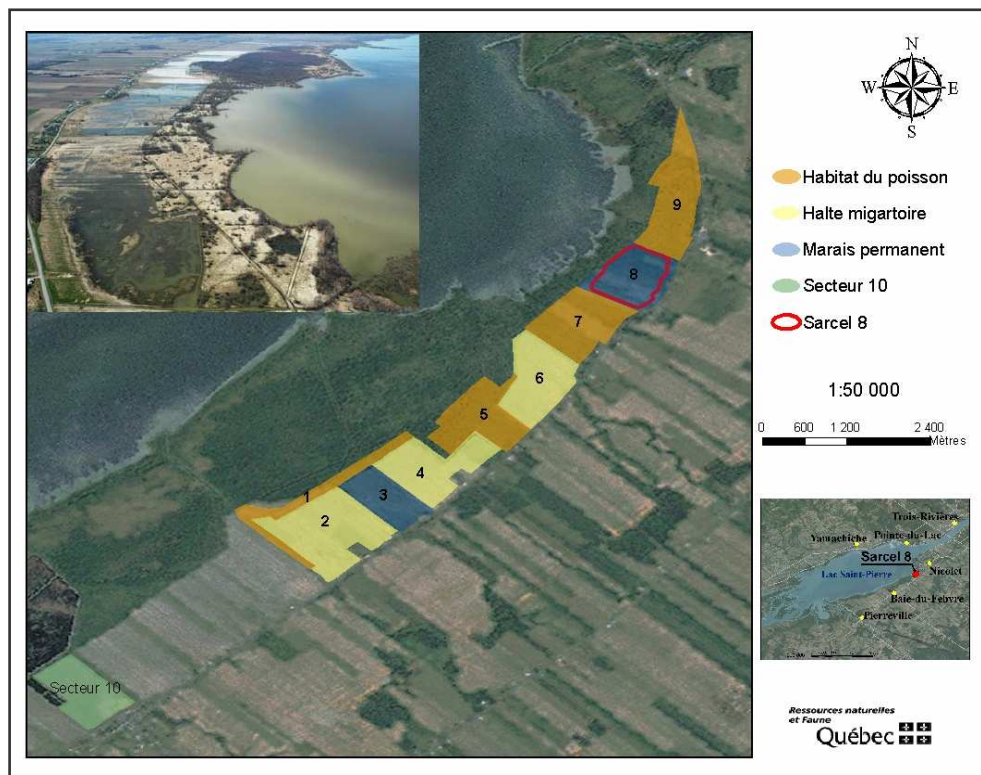 N
W E
S
Habitat du poisson
Halte migartoire
Marais permanent
Secteur 10
Sarcel 8
1:50 000
0 600 1 200 2 400
Mètres
9
8
7
6
5
4
3
1
2
Secteur 10
Trois-Rivières
Yamachiche Pointe-du-Lac
Sarcel 8
Nicolet
Lac Saint-Pierre
Baie-du-Febvre
Pierreville
Ressources naturelles
et Faune
Québec